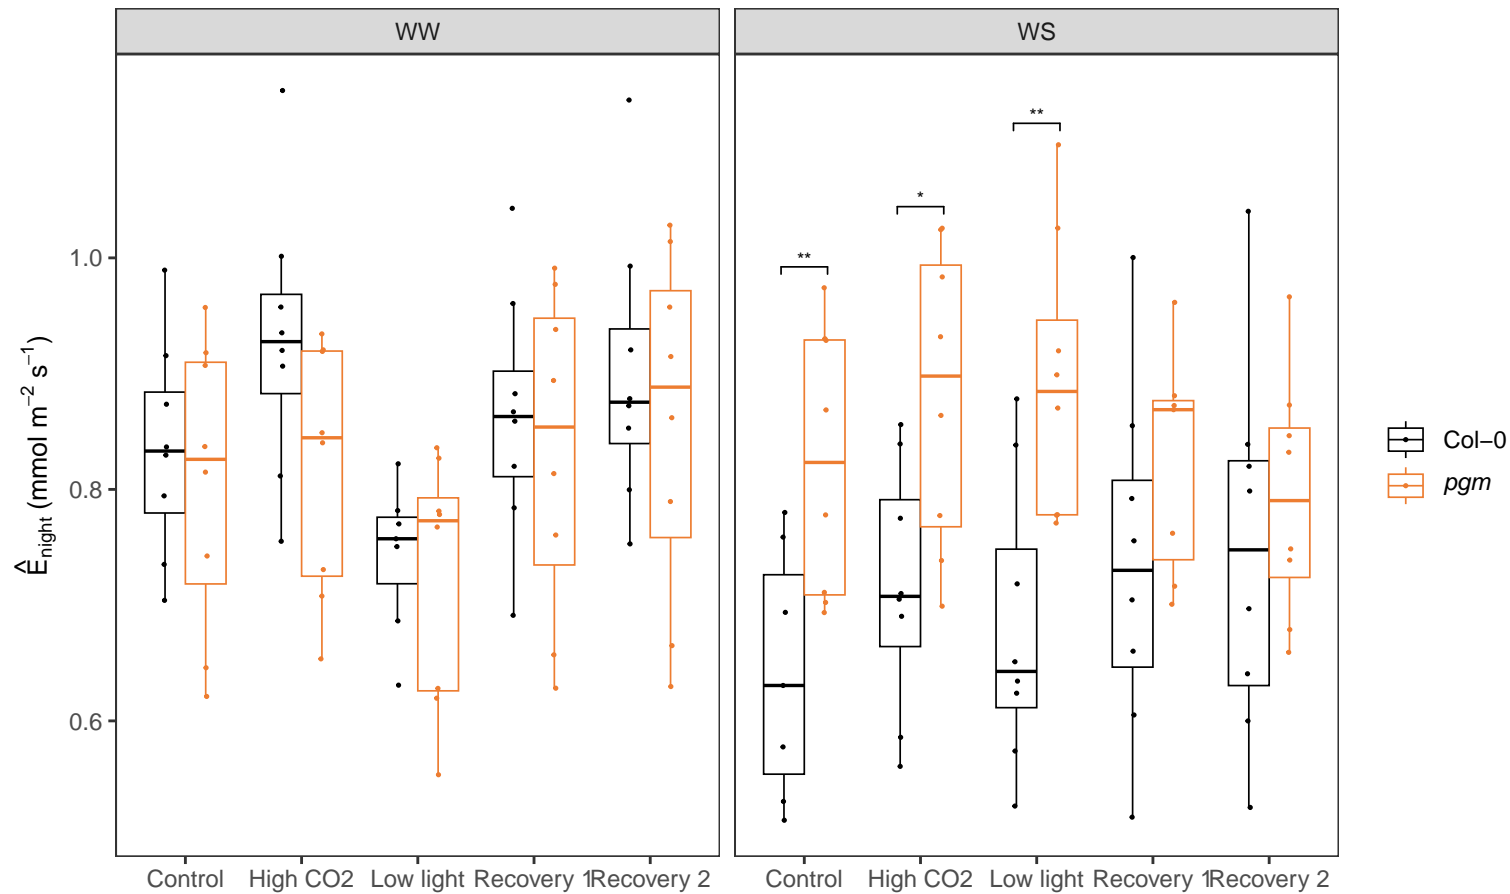 WW WS
** * **
1.0
0.8
0.6
Ê_night (mmol m⁻² s⁻¹)
Control High CO2 Low light Recovery 1 Recovery 2 Control High CO2 Low light Recovery 1 Recovery 2
Col−0
pgm